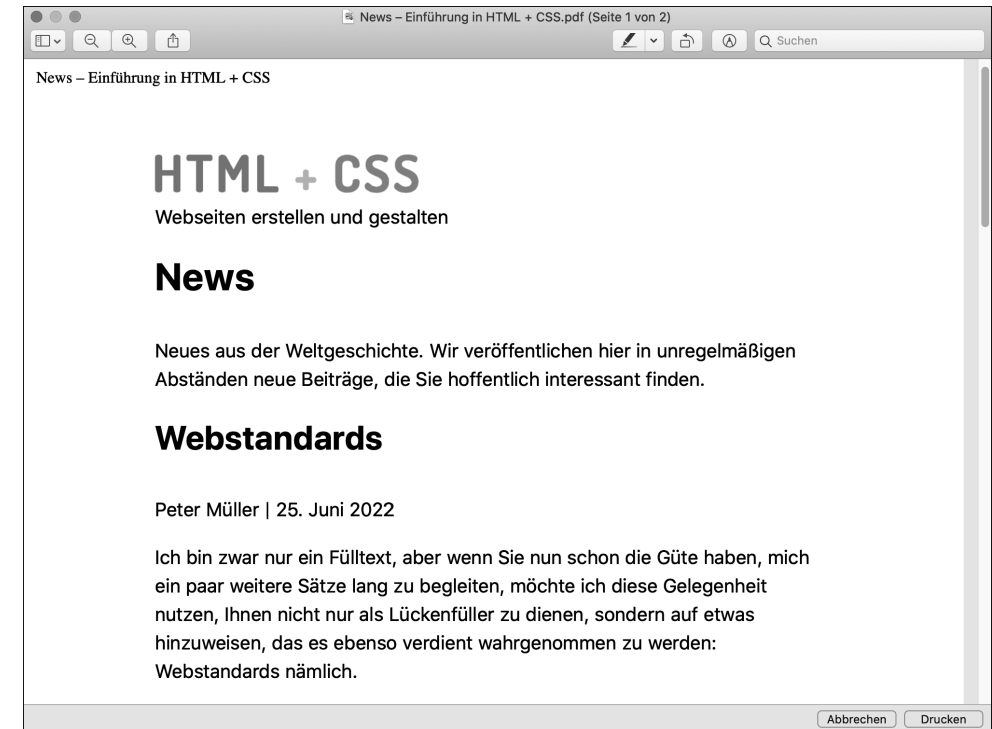 News – Einführung in HTML + CSS.pdf (Seite 1 von 2)
Suchen
News – Einführung in HTML + CSS
HTML + CSS
Webseiten erstellen und gestalten
News
Neues aus der Weltgeschichte. Wir veröffentlichen hier in unregelmäßigen
Abständen neue Beiträge, die Sie hoffentlich interessant finden.
Webstandards
Peter Müller | 25. Juni 2022
Ich bin zwar nur ein Fülltext, aber wenn Sie nun schon die Güte haben, mich
ein paar weitere Sätze lang zu begleiten, möchte ich diese Gelegenheit
nutzen, Ihnen nicht nur als Lückenfüller zu dienen, sondern auf etwas
hinzuweisen, das es ebenso verdient wahrgenommen zu werden:
Webstandards nämlich.
Abbrechen Drucken